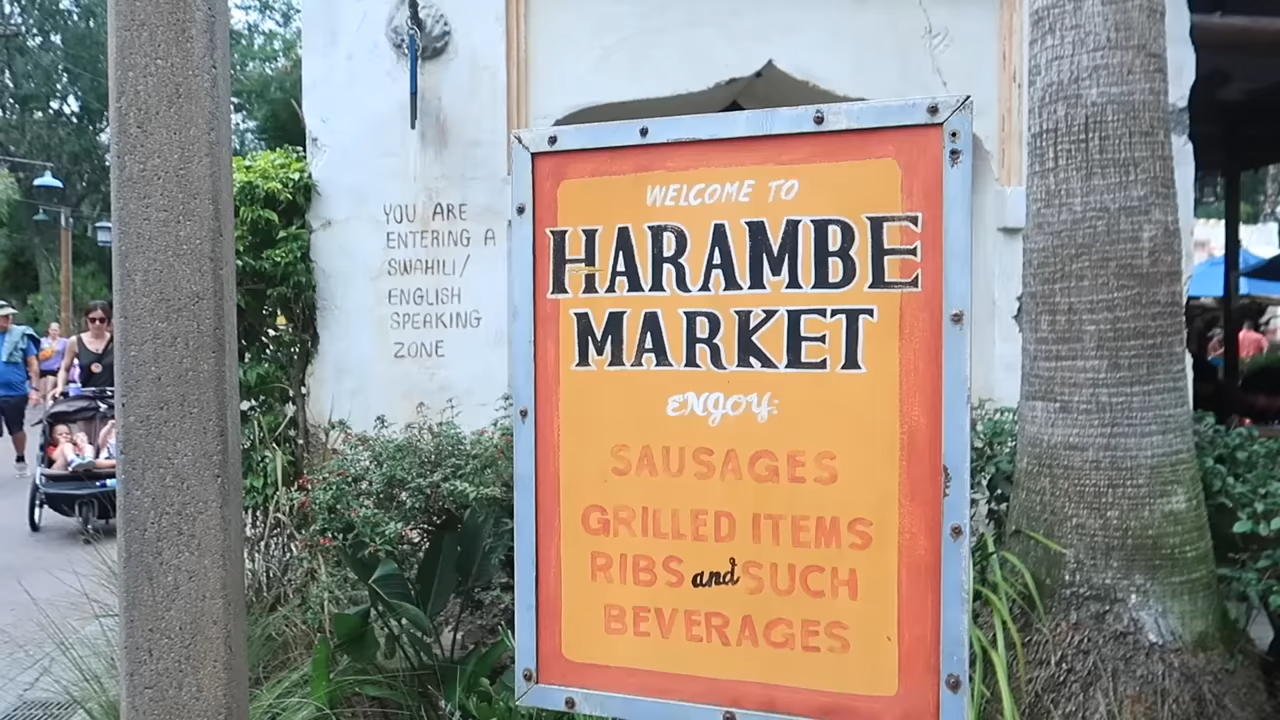 YOU ARE
ENTERING A
SWAHILI/
ENGLISH
SPEAKING
ZONE
WELCOME TO
HARAMBE
MARKET
ENJOY:
SAUSAGES
GRILLED ITEMS
RIBS and SUCH
BEVERAGES